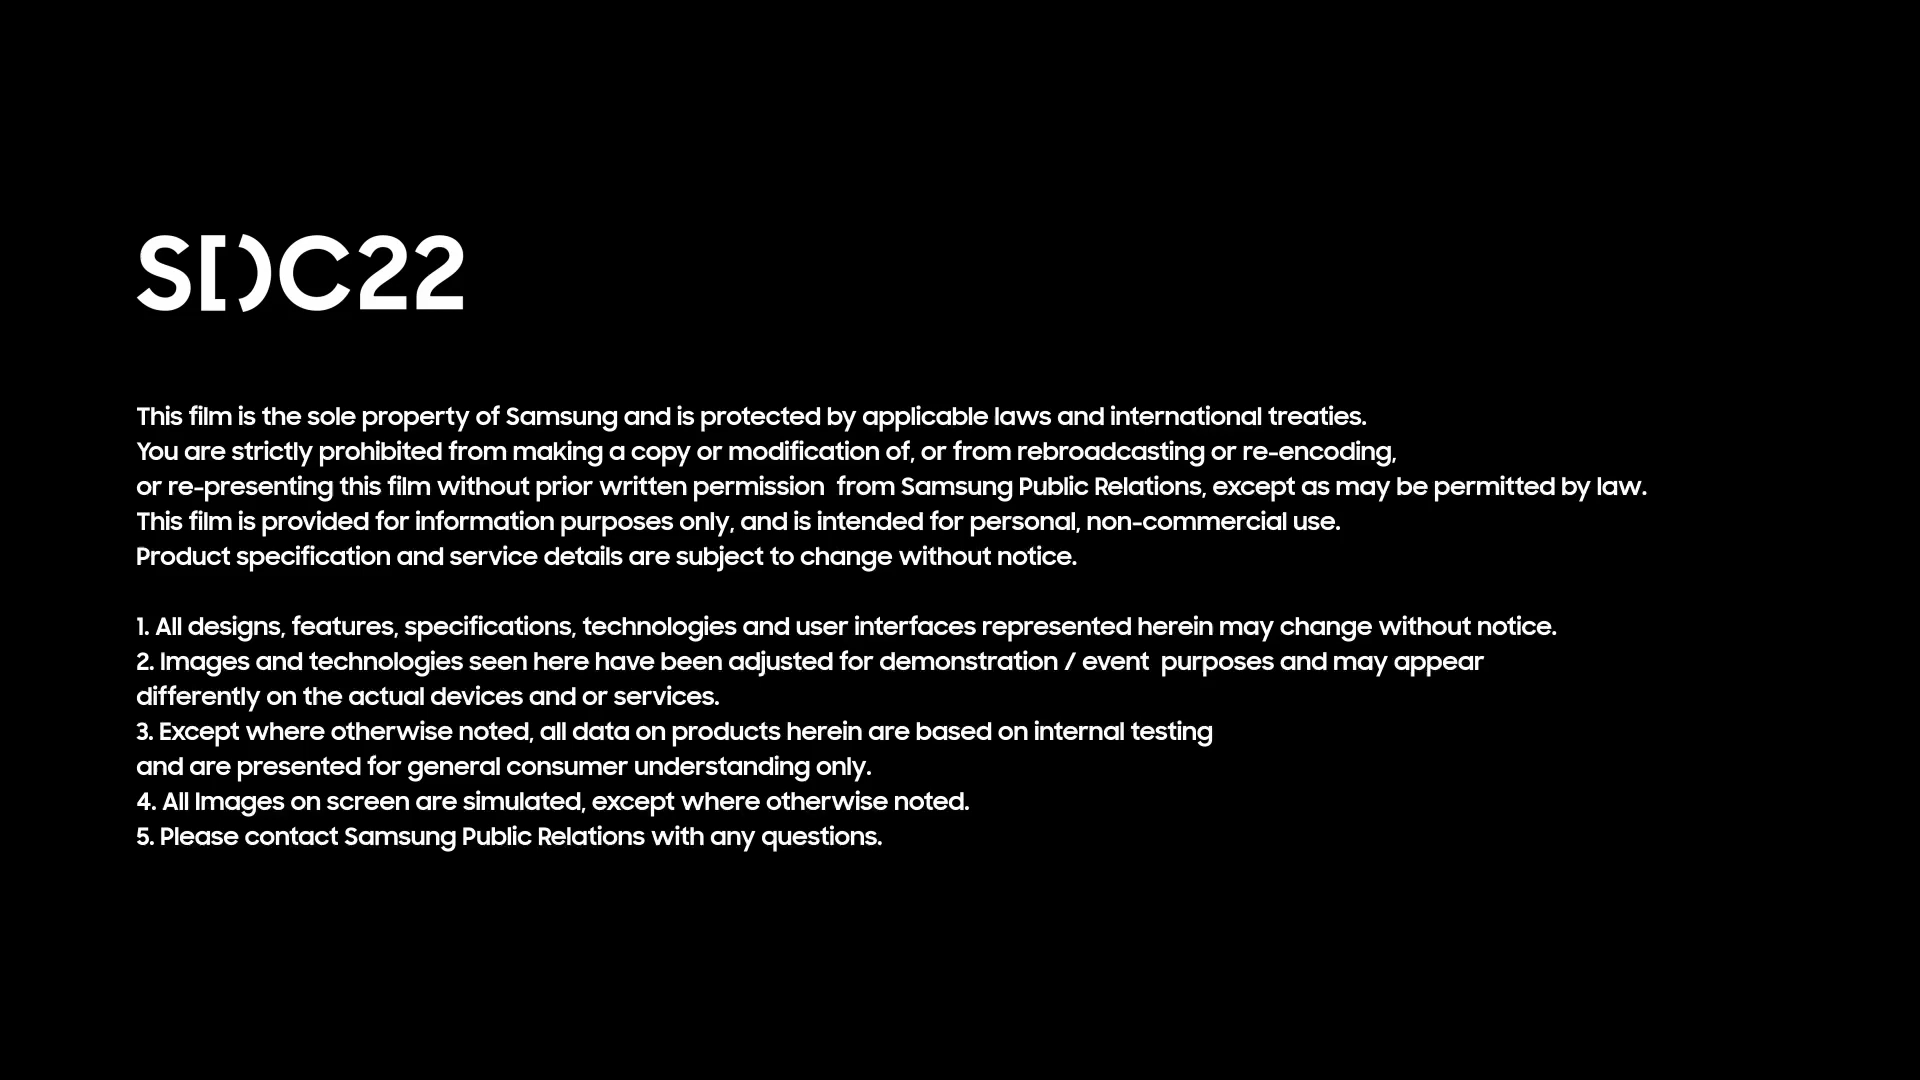 SDC22
This film is the sole property of Samsung and is protected by applicable laws and international treaties.
You are strictly prohibited from making a copy or modification of, or from rebroadcasting or re-encoding,
or re-presenting this film without prior written permission  from Samsung Public Relations, except as may be permitted by law.
This film is provided for information purposes only, and is intended for personal, non-commercial use.
Product specification and service details are subject to change without notice.
1. All designs, features, specifications, technologies and user interfaces represented herein may change without notice.
2. Images and technologies seen here have been adjusted for demonstration / event  purposes and may appear
differently on the actual devices and or services.
3. Except where otherwise noted, all data on products herein are based on internal testing
and are presented for general consumer understanding only.
4. All Images on screen are simulated, except where otherwise noted.
5. Please contact Samsung Public Relations with any questions.